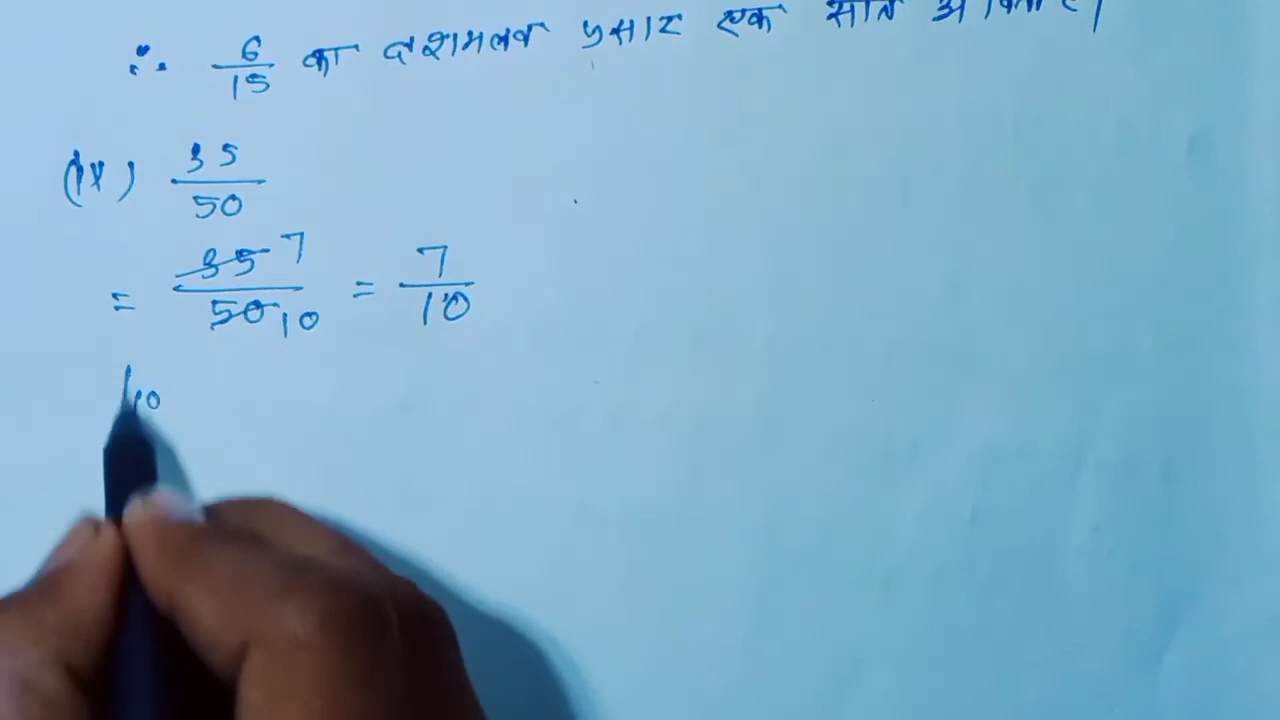 ∴ 6/15 का दशमलव प्रसार एक सांत
(ix) 35/50
= 35 7/50 10 = 7/10
10